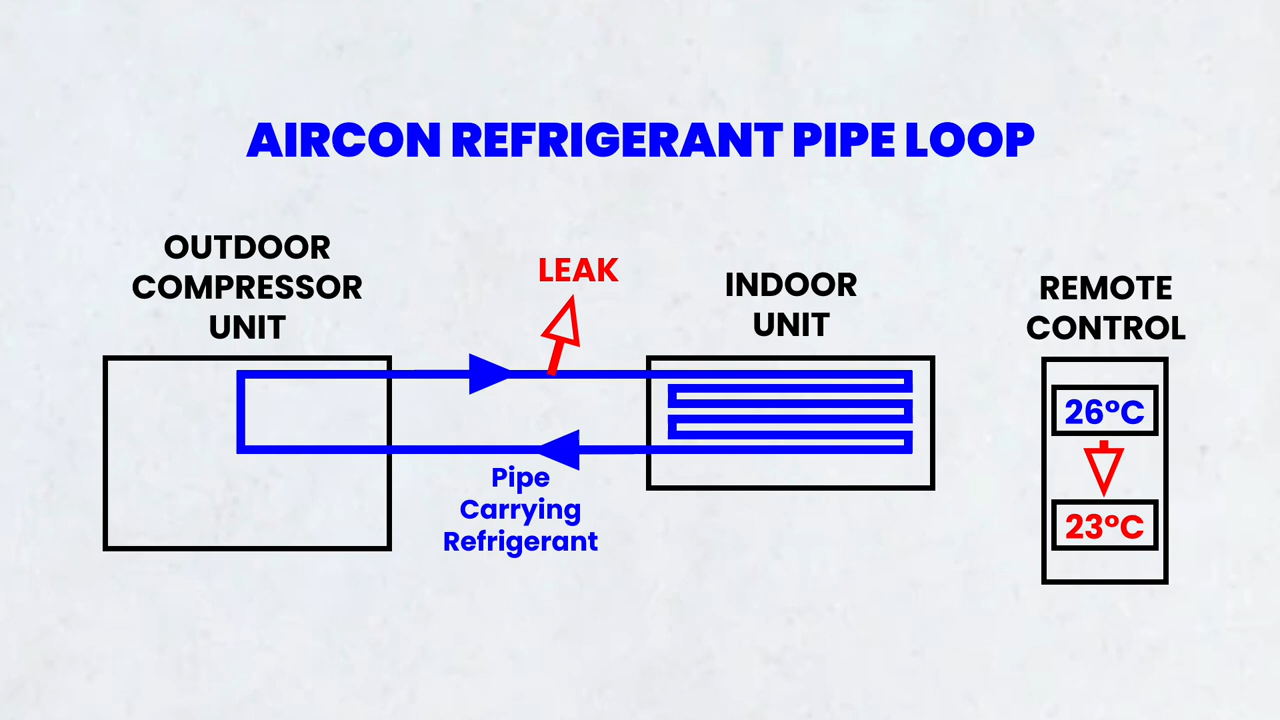 AIRCON REFRIGERANT PIPE LOOP
OUTDOOR
COMPRESSOR
UNIT
LEAK
INDOOR
UNIT
REMOTE
CONTROL
26°C
23°C
Pipe
Carrying
Refrigerant